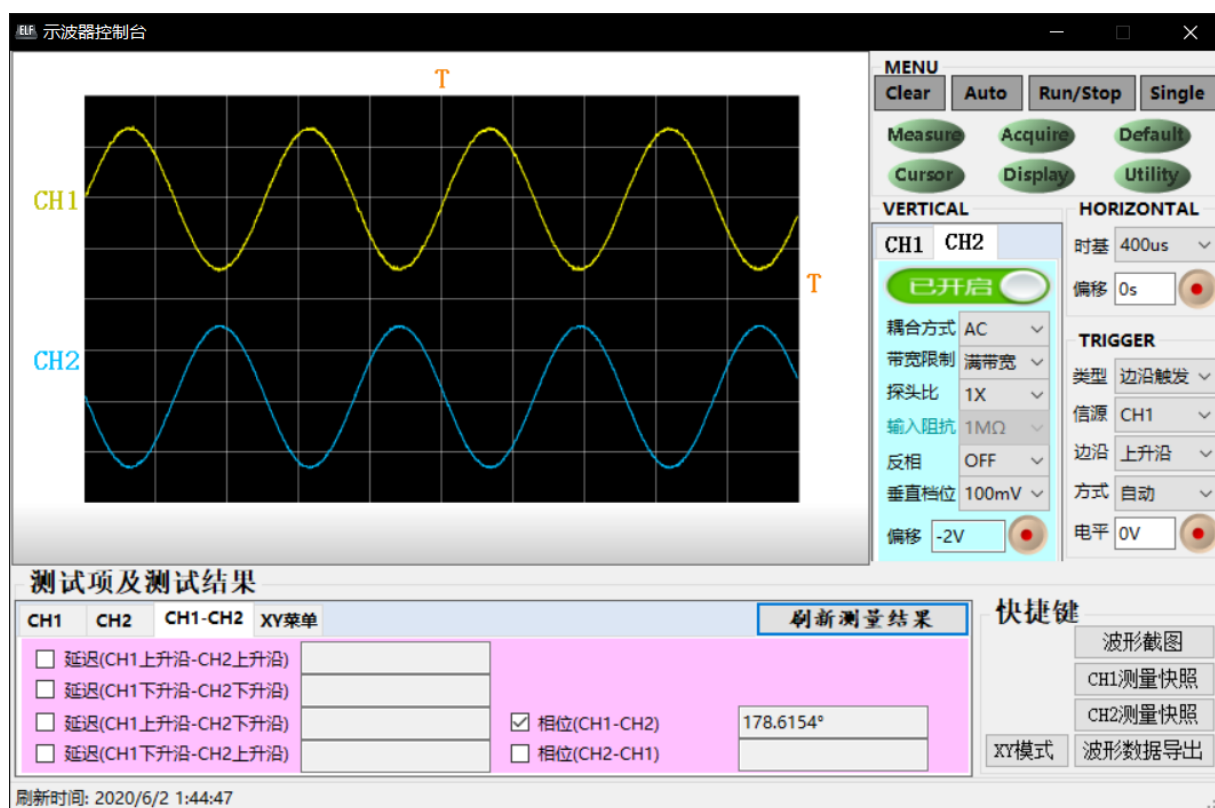 ELF 示波器控制台
T
CH1
T
CH2
MENU
Clear Auto Run/Stop Single
Measure Acquire Default
Cursor Display Utility
VERTICAL
CH1 CH2
已开启
耦合方式 AC
带宽限制 满带宽
探头比 1X
输入阻抗 1MΩ
反相 OFF
垂直档位 100mV
偏移 -2V
HORIZONTAL
时基 400us
偏移 0s
TRIGGER
类型 边沿触发
信源 CH1
边沿 上升沿
方式 自动
电平 0V
测试项及测试结果
CH1 CH2 CH1-CH2 XY菜单 刷新测量结果
延迟(CH1上升沿-CH2上升沿)
延迟(CH1下升沿-CH2下升沿)
延迟(CH1上升沿-CH2下升沿) 相位(CH1-CH2) 178.6154°
延迟(CH1下升沿-CH2上升沿) 相位(CH2-CH1)
快捷键
波形截图
CH1测量快照
CH2测量快照
XY模式 波形数据导出
刷新时间: 2020/6/2 1:44:47